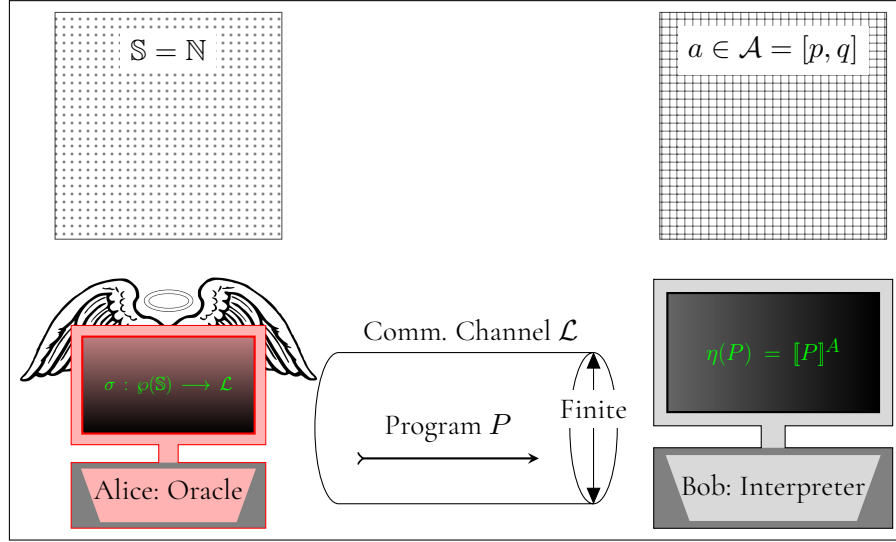 𝕊 = ℕ
a ∈ 𝒜 = [p, q]
Comm. Channel ℒ
σ : ℘(𝕊) ⟶ ℒ
η(P) = ⟦P⟧^A
Finite
Program P
Alice: Oracle
Bob: Interpreter